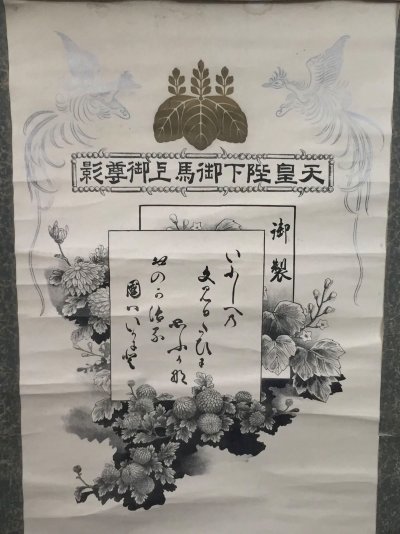 天皇陛下御馬上御尊影
御製
いにしへの
文見るたひに
思ふかな
おのか治る
國はいかにと